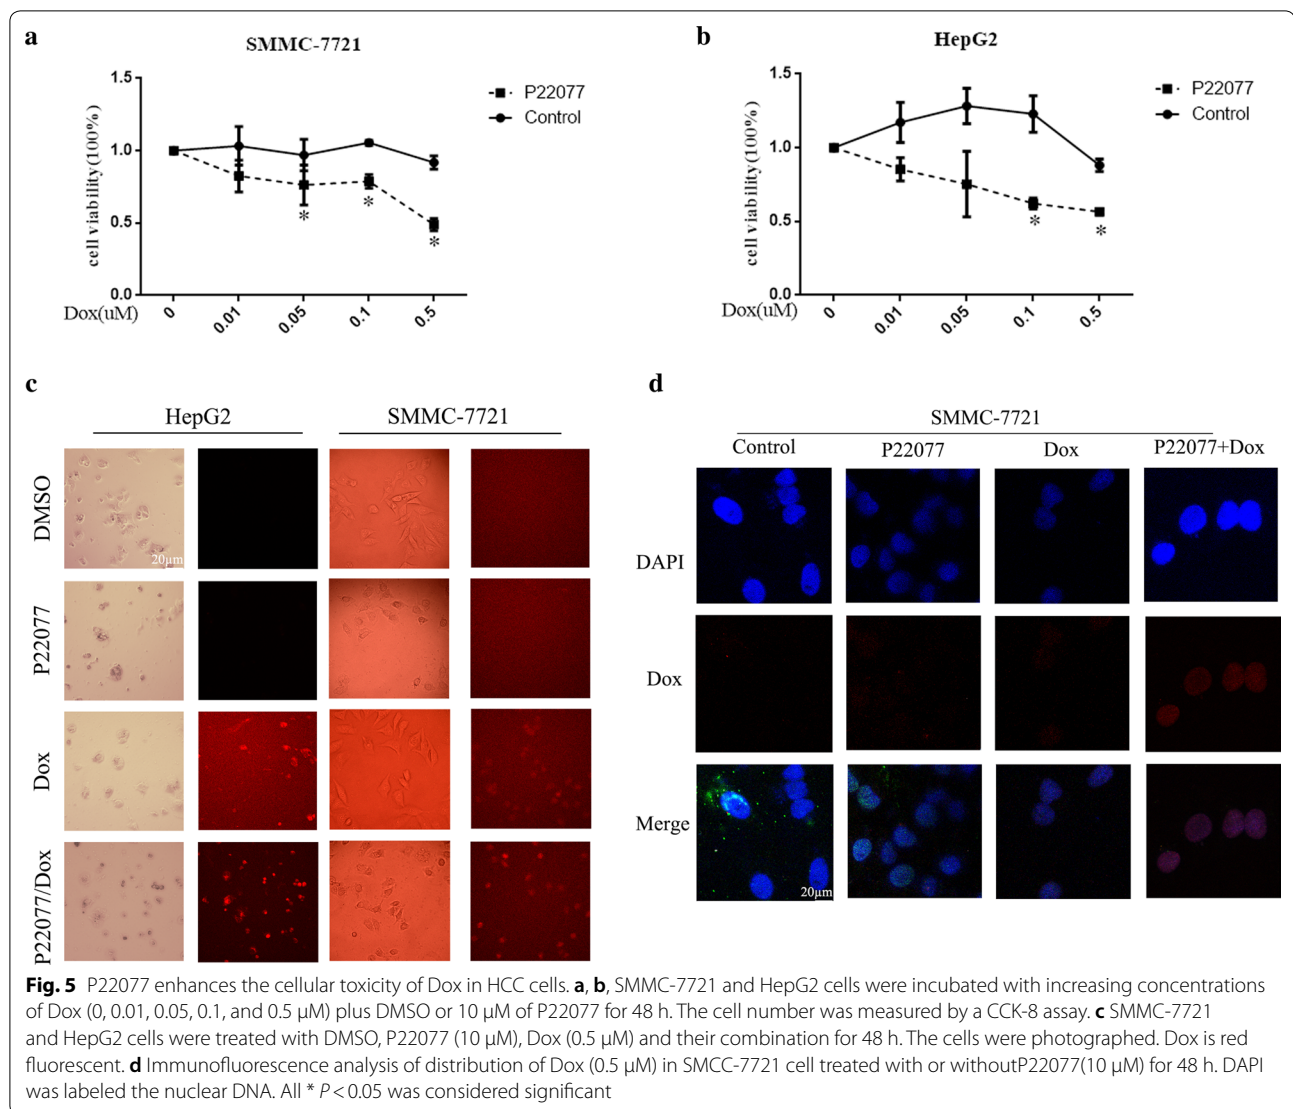 a
SMMC-7721
1.5
1.0
0.5
0.0
cell viability(100%)
P22077
Control
*
*
*
Dox(uM)
0
0.01
0.05
0.1
0.5
b
HepG2
1.5
1.0
0.5
0.0
cell viability(100%)
P22077
Control
*
*
Dox(uM)
0
0.01
0.05
0.1
0.5
c
HepG2
SMMC-7721
DMSO
20μm
P22077
Dox
P22077/Dox
d
SMMC-7721
Control
P22077
Dox
P22077+Dox
DAPI
Dox
Merge
20μm
Fig. 5 P22077 enhances the cellular toxicity of Dox in HCC cells. a, b, SMMC-7721 and HepG2 cells were incubated with increasing concentrations
of Dox (0, 0.01, 0.05, 0.1, and 0.5 μM) plus DMSO or 10 μM of P22077 for 48 h. The cell number was measured by a CCK-8 assay. c SMMC-7721
and HepG2 cells were treated with DMSO, P22077 (10 μM), Dox (0.5 μM) and their combination for 48 h. The cells were photographed. Dox is red
fluorescent. d Immunofluorescence analysis of distribution of Dox (0.5 μM) in SMCC-7721 cell treated with or withoutP22077(10 μM) for 48 h. DAPI
was labeled the nuclear DNA. All * P < 0.05 was considered significant